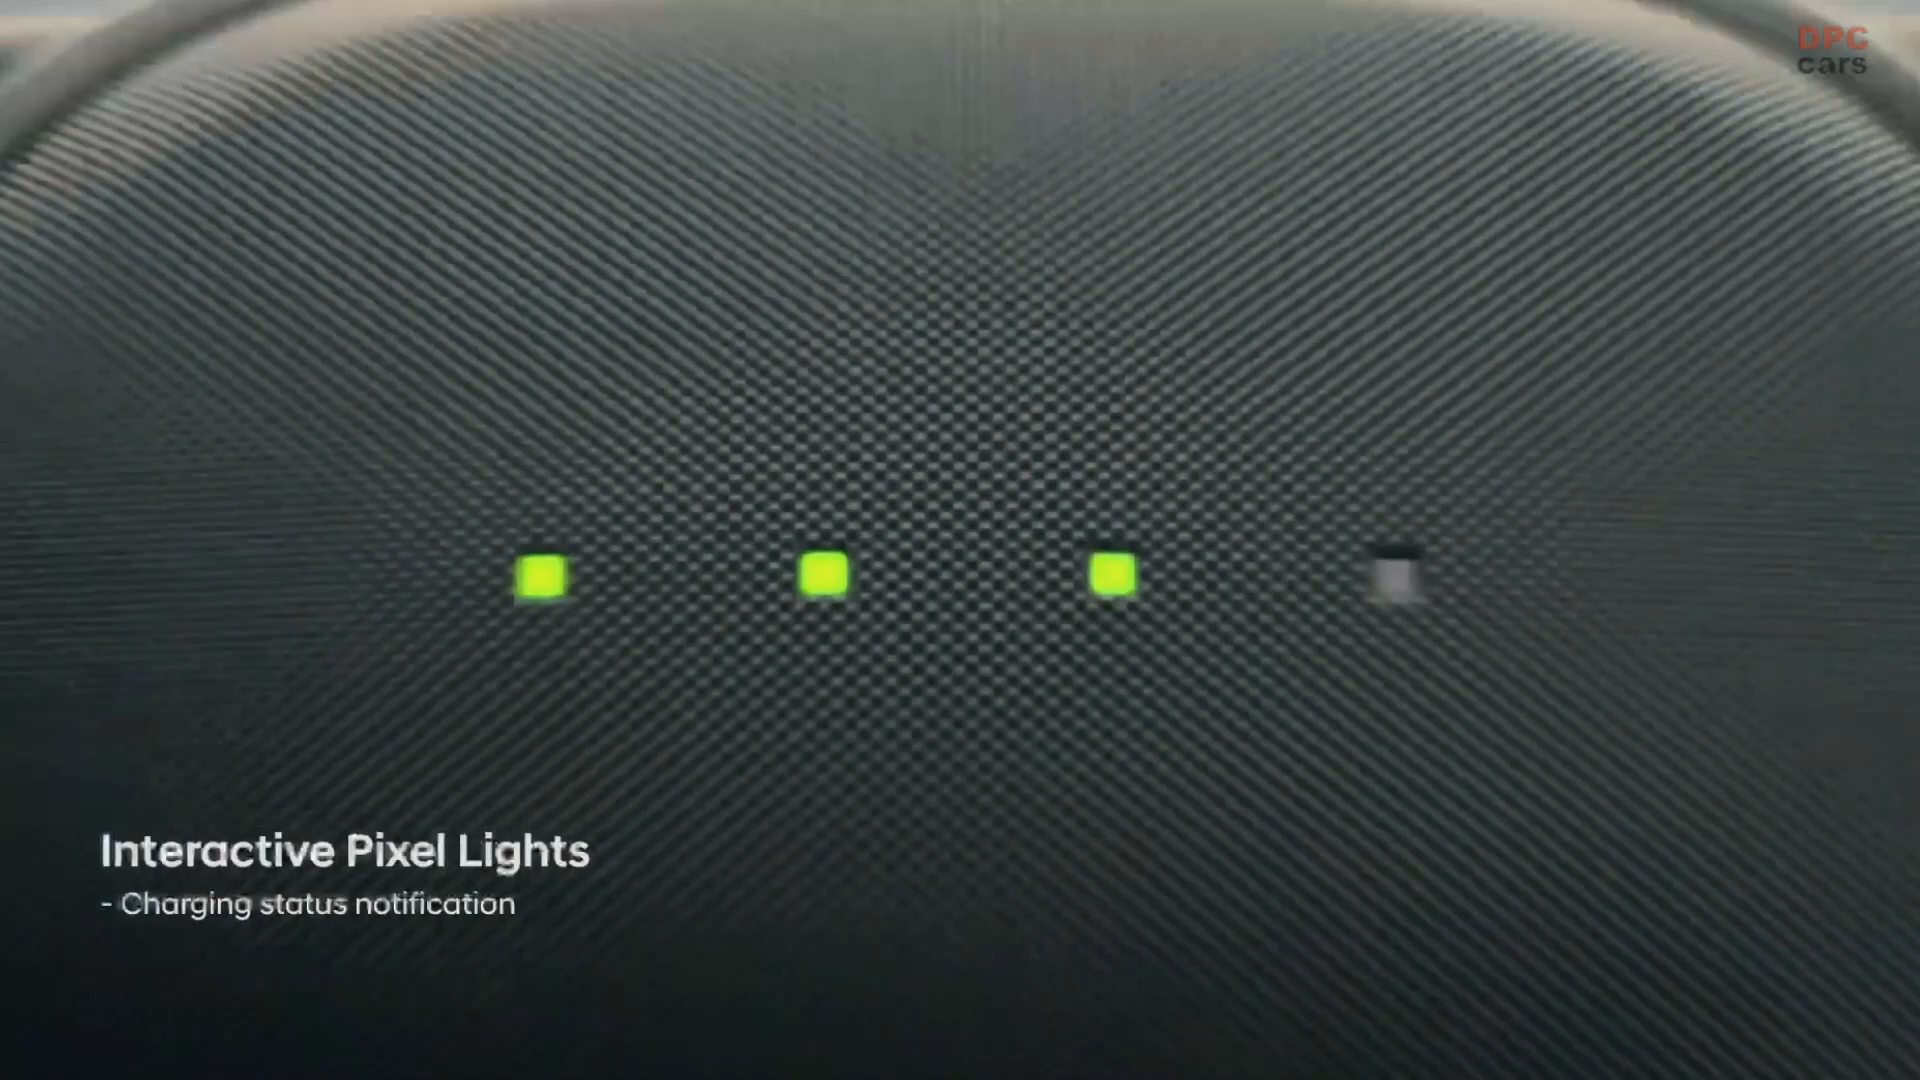 DPC
cars
Interactive Pixel Lights
- Charging status notification